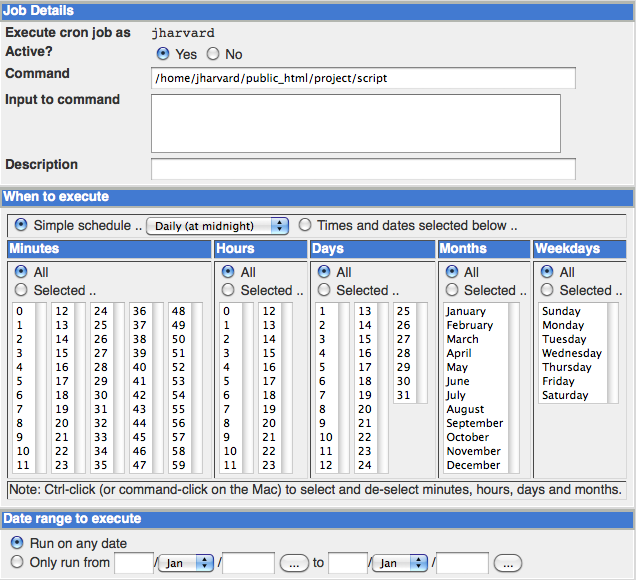 Job Details
Execute cron job as jharvard
Active? Yes No
Command /home/jharvard/public_html/project/script
Input to command
Description
When to execute
Simple schedule .. Daily (at midnight) Times and dates selected below ..
Minutes Hours Days Months Weekdays
All All All All All
Selected .. Selected .. Selected .. Selected .. Selected ..
0 12 24 36 48 0 12 1 13 25 January Sunday
1 13 25 37 49 1 13 2 14 26 February Monday
2 14 26 38 50 2 14 3 15 27 March Tuesday
3 15 27 39 51 3 15 4 16 28 April Wednesday
4 16 28 40 52 4 16 5 17 29 May Thursday
5 17 29 41 53 5 17 6 18 30 June Friday
6 18 30 42 54 6 18 7 19 31 July Saturday
7 19 31 43 55 7 19 8 20 August
8 20 32 44 56 8 20 9 21 September
9 21 33 45 57 9 21 10 22 October
10 22 34 46 58 10 22 11 23 November
11 23 35 47 59 11 23 12 24 December
Note: Ctrl-click (or command-click on the Mac) to select and de-select minutes, hours, days and months.
Date range to execute
Run on any date
Only run from / Jan / ... to / Jan / ...